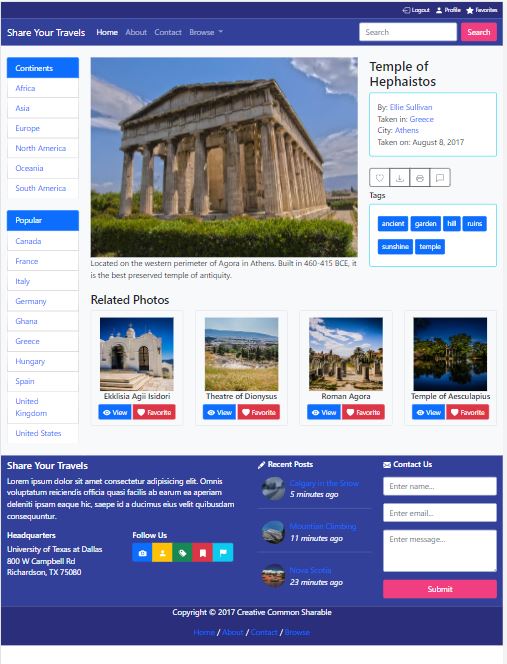 Logout Profile Favorites
Share Your Travels Home About Contact Browse Search Search
Continents
Africa
Asia
Europe
North America
Oceania
South America
Popular
Canada
France
Italy
Germany
Ghana
Greece
Hungary
Spain
United
Kingdom
United States
Located on the western perimeter of Agora in Athens. Built in 460-415 BCE, it
is the best preserved temple of antiquity.
Temple of
Hephaistos
By: Ellie Sullivan
Taken in: Greece
City: Athens
Taken on: August 8, 2017
Tags
ancient garden hill ruins
sunshine temple
Related Photos
Ekklisia Agii Isidori
View Favorite
Theatre of Dionysus
View Favorite
Roman Agora
View Favorite
Temple of Aesculapius
View Favorite
Share Your Travels
Lorem ipsum dolor sit amet consectetur adipisicing elit. Omnis
voluptatum reiciendis officia quasi facilis ab earum ea aperiam
deleniti ipsam eaque hic, saepe id a ducimus eius velit quibusdam
consequuntur.
Headquarters
University of Texas at Dallas
800 W Campbell Rd
Richardson, TX 75080
Follow Us
Recent Posts
Calgary in the Snow
5 minutes ago
Mountian Climbing
11 minutes ago
Nova Scotia
23 minutes ago
Contact Us
Enter name...
Enter email...
Enter message...
Submit
Copyright © 2017 Creative Common Sharable
Home / About / Contact / Browse